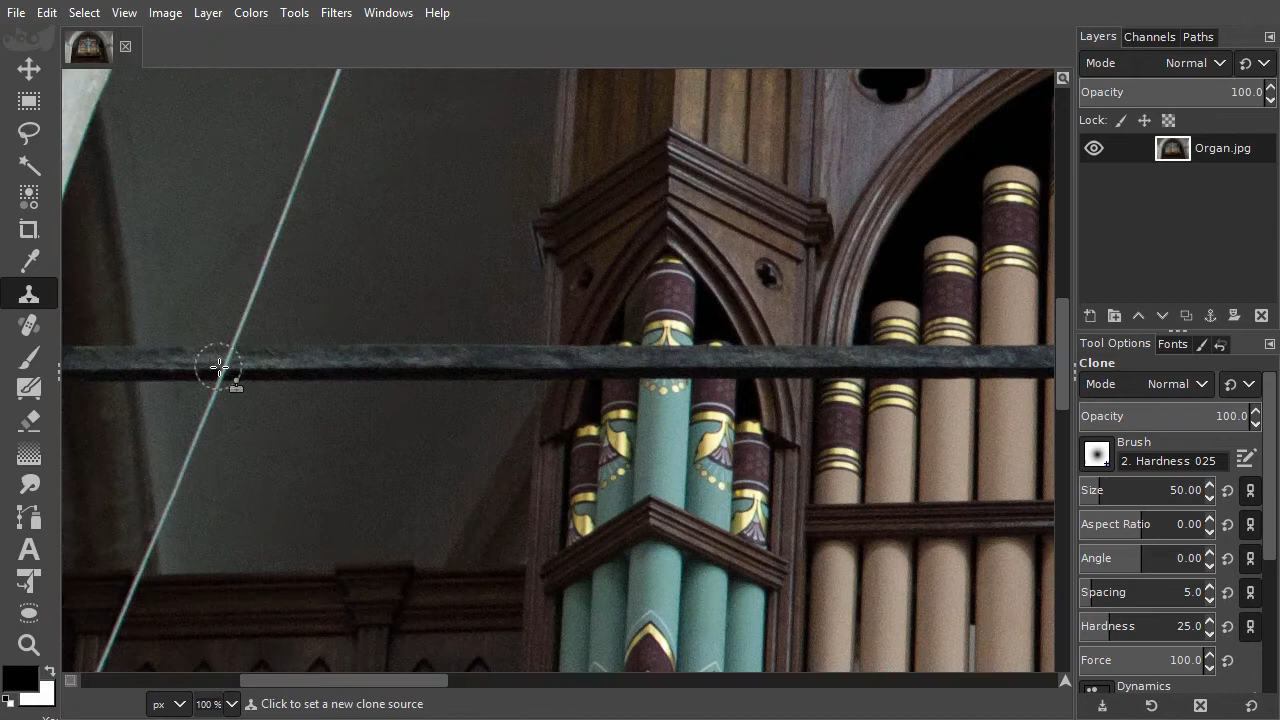 File Edit Select View Image Layer Colors Tools Filters Windows Help
Layers Channels Paths
Mode Normal
Opacity 100.0
Lock:
Organ.jpg
Tool Options Fonts
Clone
Mode Normal
Opacity 100.0
Brush
2. Hardness 025
Size 50.00
Aspect Ratio 0.00
Angle 0.00
Spacing 5.0
Hardness 25.0
Force 100.0
Dynamics
px 100 % Click to set a new clone source